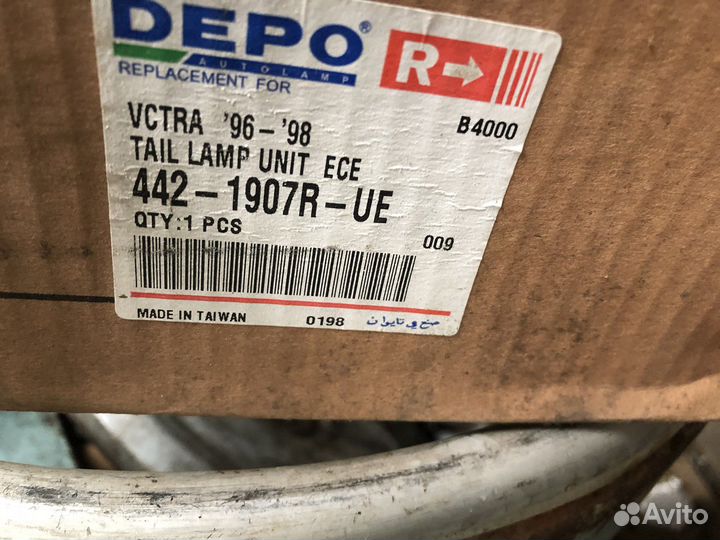 DEPO®
AUTOLAMP
REPLACEMENT FOR
R
B4000
VCTRA '96-'98
TAIL LAMP UNIT ECE
442-1907R-UE
QTY:1 PCS
009
MADE IN TAIWAN 0198 صنع في تايوان
Avito